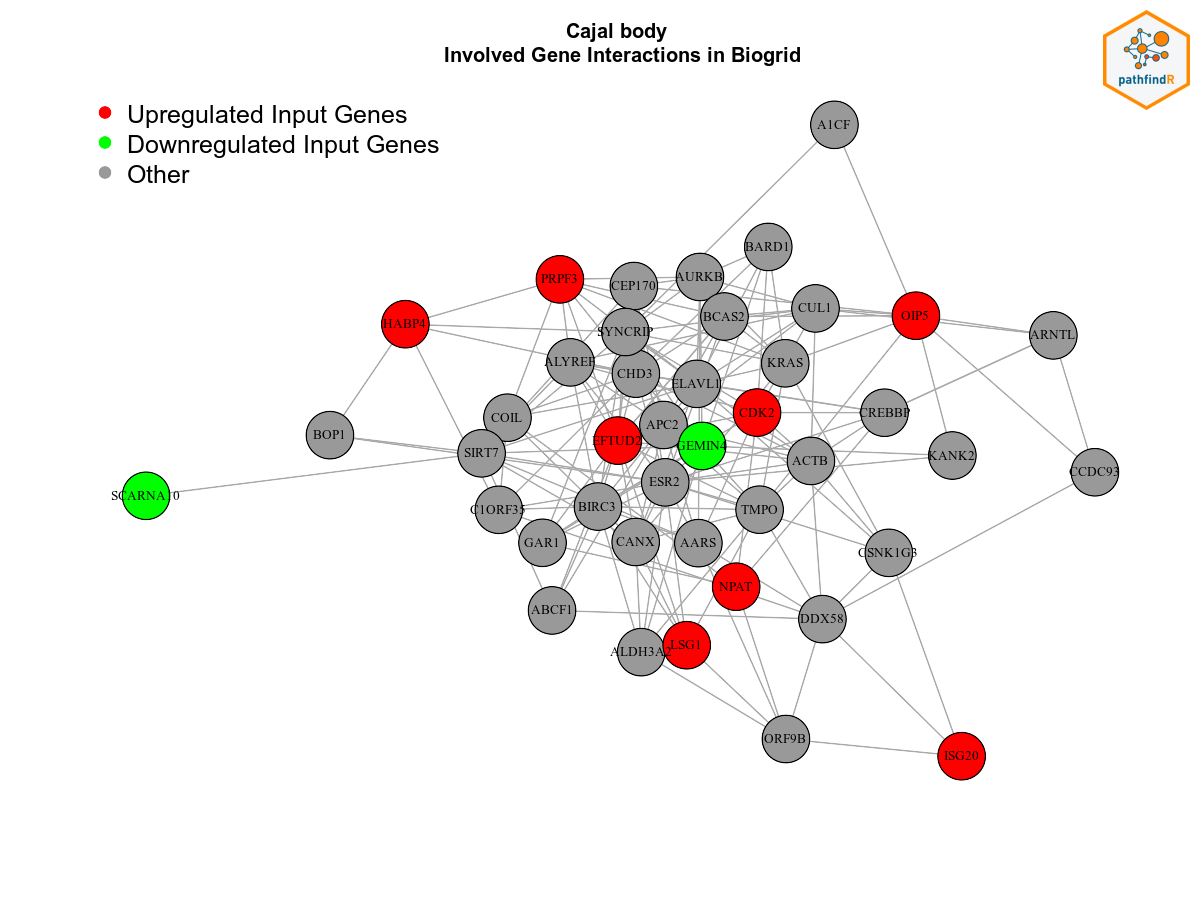 Cajal body
Involved Gene Interactions in Biogrid
pathfindR
Upregulated Input Genes
Downregulated Input Genes
Other
A1CF
BARD1
AURKB
PRPF3
CEP170
CUL1
OIP5
BCAS2
HABP4
SYNCRIP
ARNTL
ALYREF
KRAS
CHD3
ELAVL1
CDK2
CREBBP
COIL
APC2
BOP1
EFTUD2
GEMIN4
SIRT7
KANK2
ACTB
CCDC93
ESR2
SCARNA10
BIRC3
C1ORF35
TMPO
GAR1
CANX
AARS
CSNK1G3
NPAT
ABCF1
DDX58
LSG1
ALDH3A2
ORF9B
ISG20